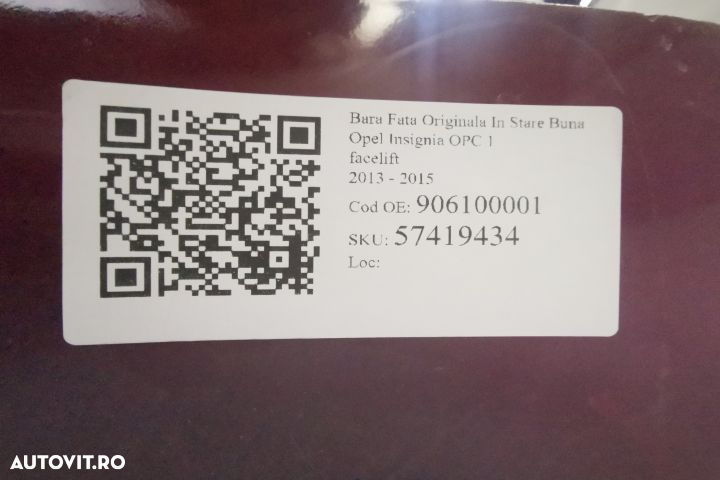 Bara Fata Originala In Stare Buna
Opel Insignia OPC 1
facelift
2013 - 2015
Cod OE: 906100001
SKU: 57419434
Loc:
AUTOVIT.RO